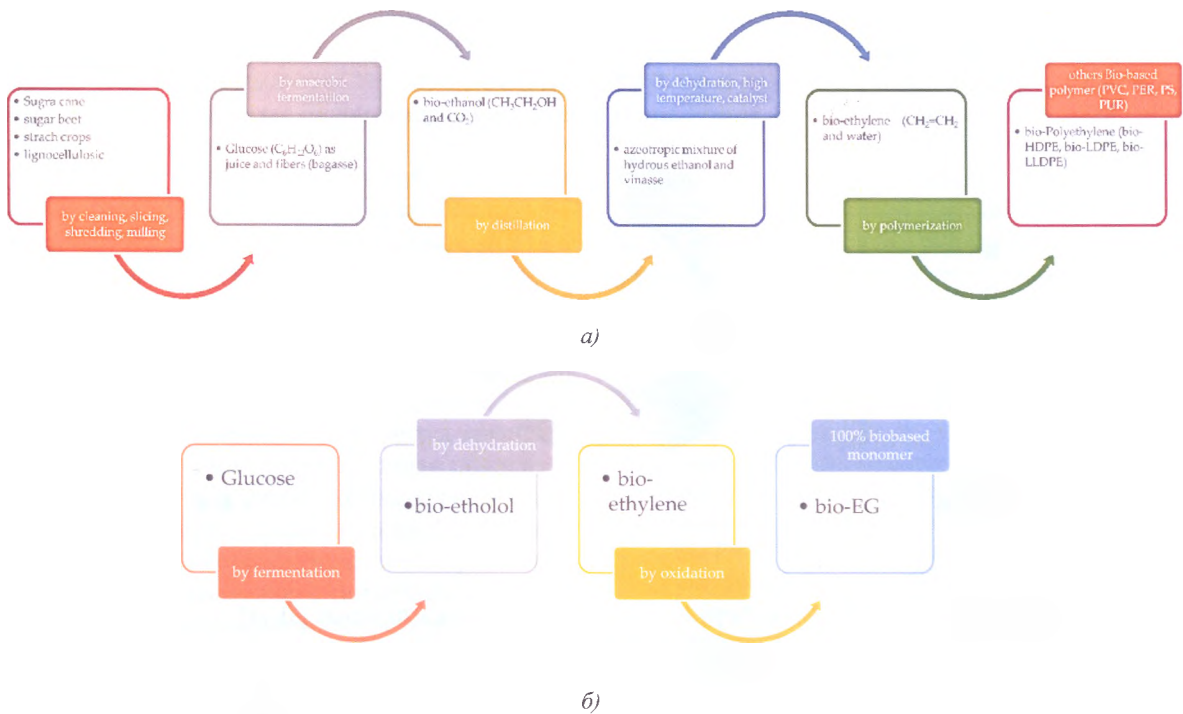 • Sugra cane
• sugar beet
• strach crops
• lignocellulosic
by cleaning, slicing,
shredding, milling
by anaerobic
fermentatilion
• Glucose (C₆H₁₂O₆) as
juice and fibers (bagasse)
• bio-ethanol (CH₃CH₂OH
and CO₂)
by distillation
by dehydration, high
temperature, catalyst
• azeotropic mixture of
hydrous ethanol and
vinasse
• bio-ethylene (CH₂=CH₂
and water)
by polymerization
others Bio-based
polymer (PVC, PER, PS,
PUR)
• bio-Polyethylene (bio-
HDPE, bio-LDPE, bio-
LLDPE)
а)
• Glucose
by fermentation
by dehydration
•bio-etholol
• bio-
ethylene
by oxidation
100% biobased
monomer
• bio-EG
б)